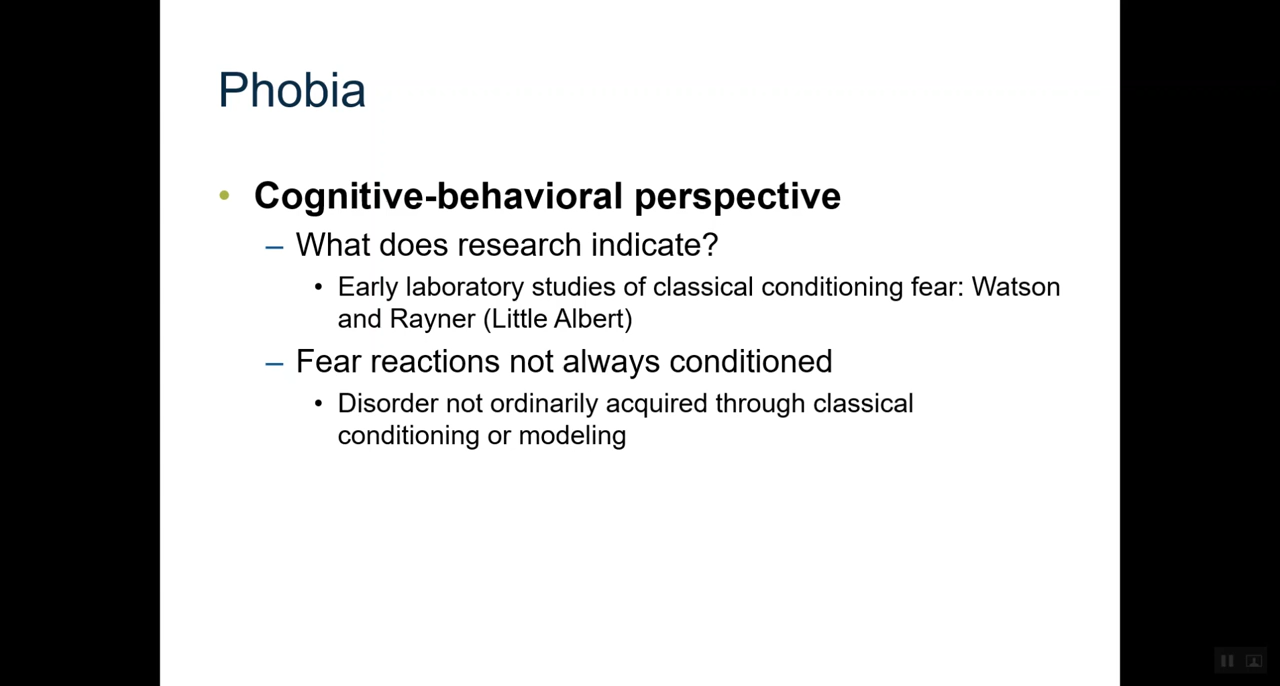 Phobia
• Cognitive-behavioral perspective
– What does research indicate?
• Early laboratory studies of classical conditioning fear: Watson
and Rayner (Little Albert)
– Fear reactions not always conditioned
• Disorder not ordinarily acquired through classical
conditioning or modeling